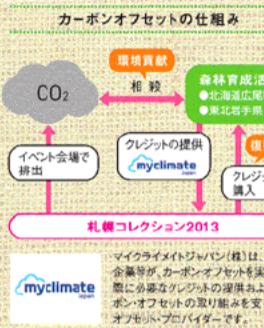 カーボンオフセットの仕組み
環境貢献
相殺
CO₂
森林育成活
●北海道広尾
●東北岩手県
イベント会場で
排出
クレジットの提供
myclimate
Japan
復
クレジ
購入
札幌コレクション2013
myclimate
Japan
マイクライメイトジャパン(株)は、
企業等が、カーボン・オフセットを実
際に必要なクレジットの提供およ
ボン・オフセットの取り組みを支
オフセット・プロバイダーです。